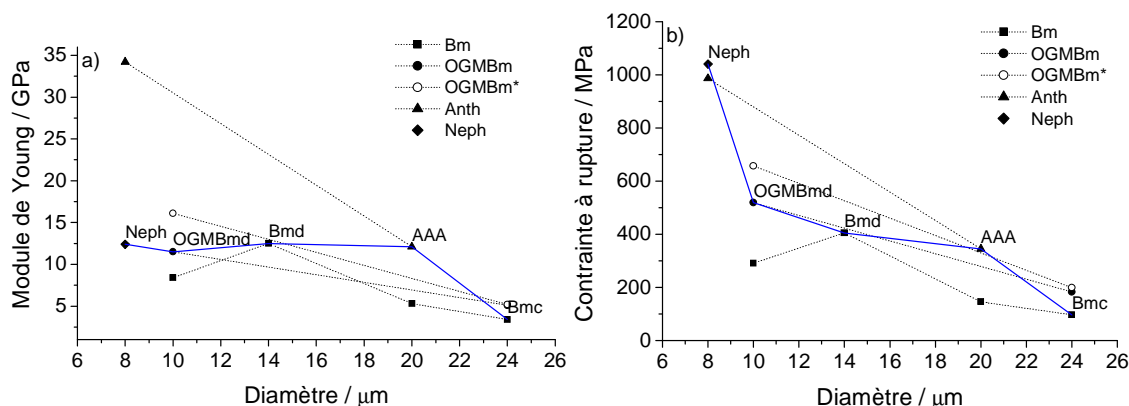 a)
Bm
OGMBm
OGMBm*
Anth
Neph
Neph
OGMBmd
Bmd
AAA
Bmc
35
30
25
20
15
10
5
6 8 10 12 14 16 18 20 22 24 26
Module de Young / GPa
Diamètre / μm
b)
Bm
OGMBm
OGMBm*
Anth
Neph
Neph
OGMBmd
Bmd
AAA
Bmc
1200
1000
800
600
400
200
0
6 8 10 12 14 16 18 20 22 24 26
Contrainte à rupture / MPa
Diamètre / μm